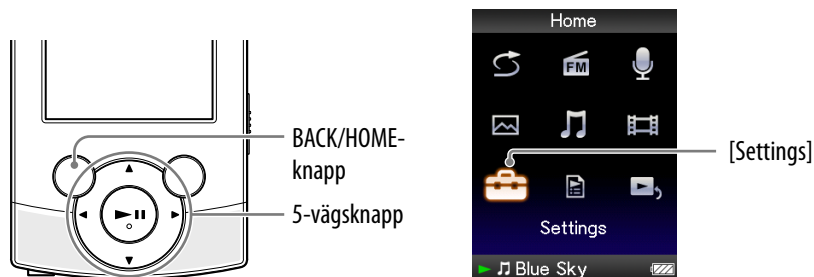 BACK/HOME-
knapp
5-vägsknapp
Home
FM
[Settings]
Settings
Blue Sky